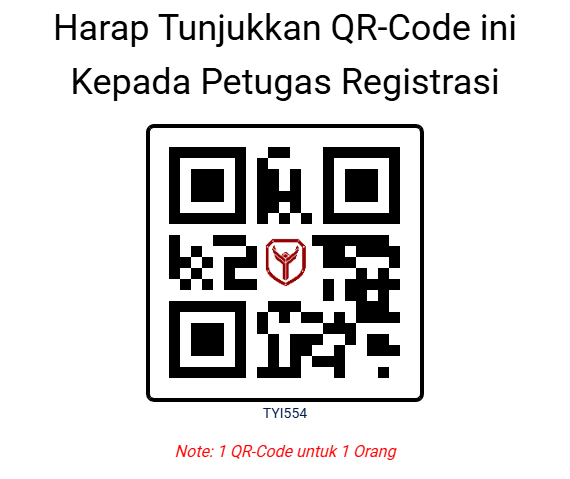 Harap Tunjukkan QR-Code ini
Kepada Petugas Registrasi
TYI554
Note: 1 QR-Code untuk 1 Orang